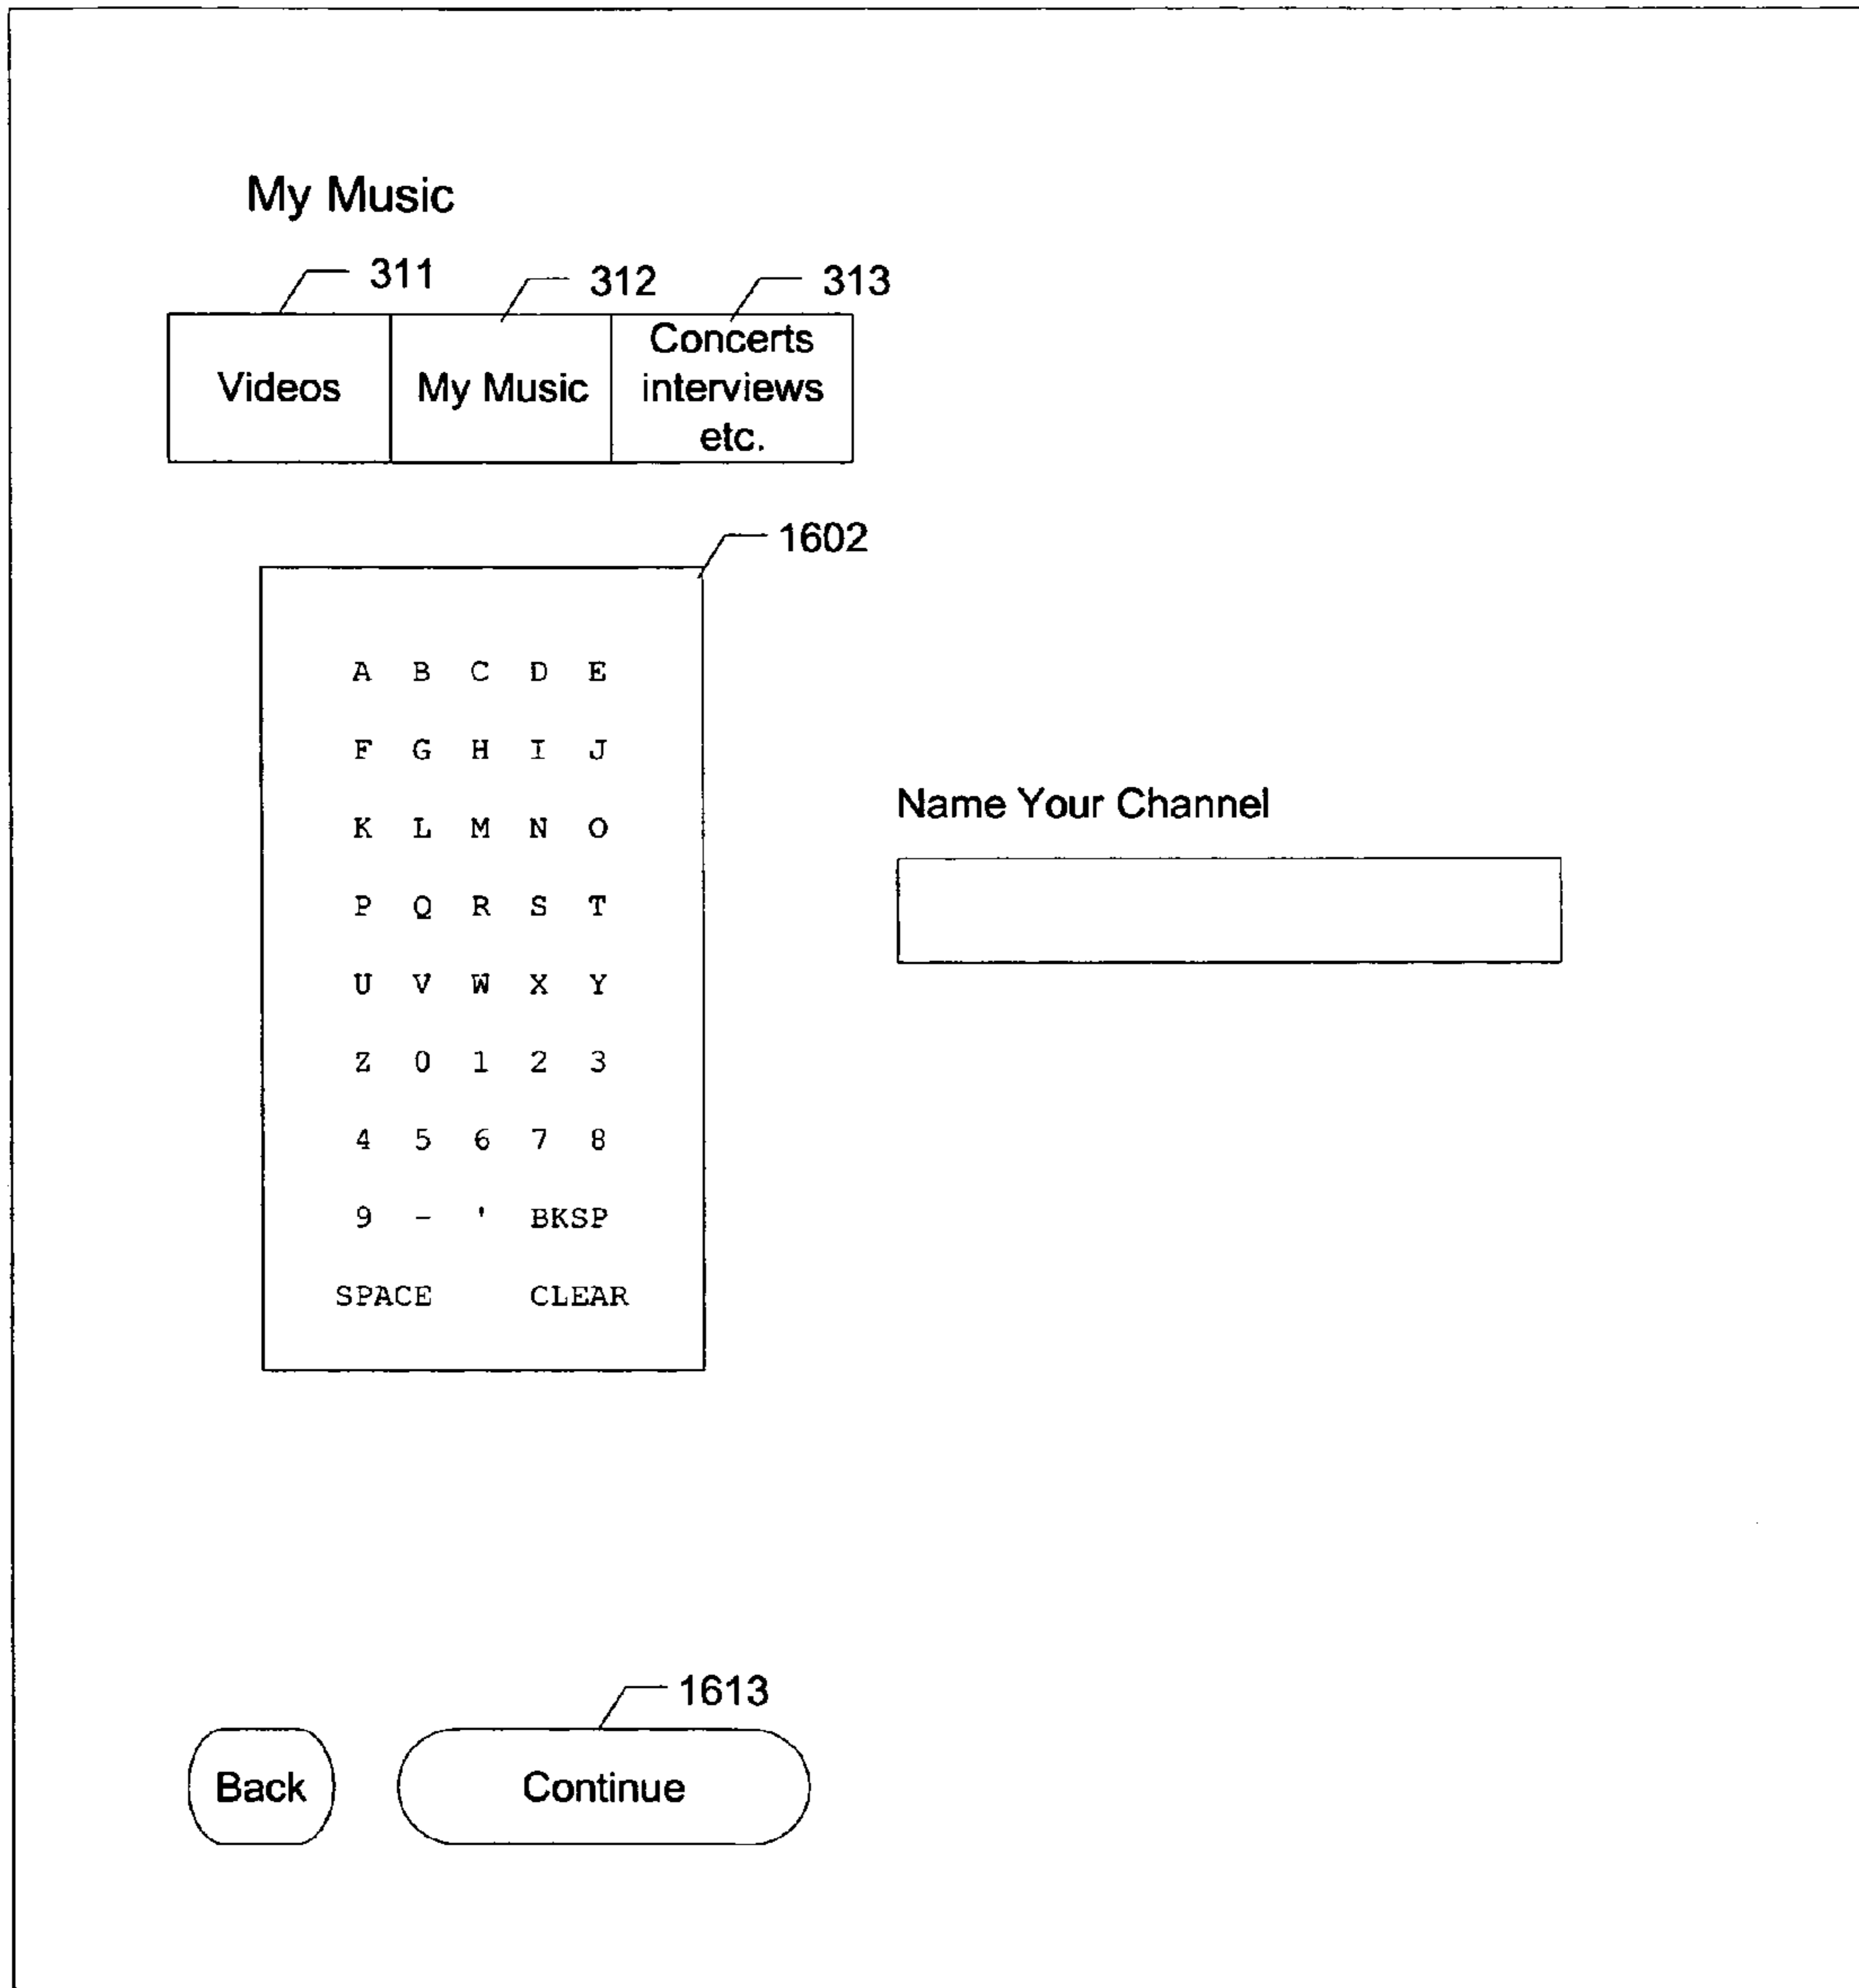 My Music
311 312 313
Videos My Music Concerts interviews etc.
1602
A B C D E
F G H I J
K L M N O
P Q R S T
U V W X Y
Z 0 1 2 3
4 5 6 7 8
9 - ' BKSP
SPACE CLEAR
Name Your Channel
1613
Back Continue